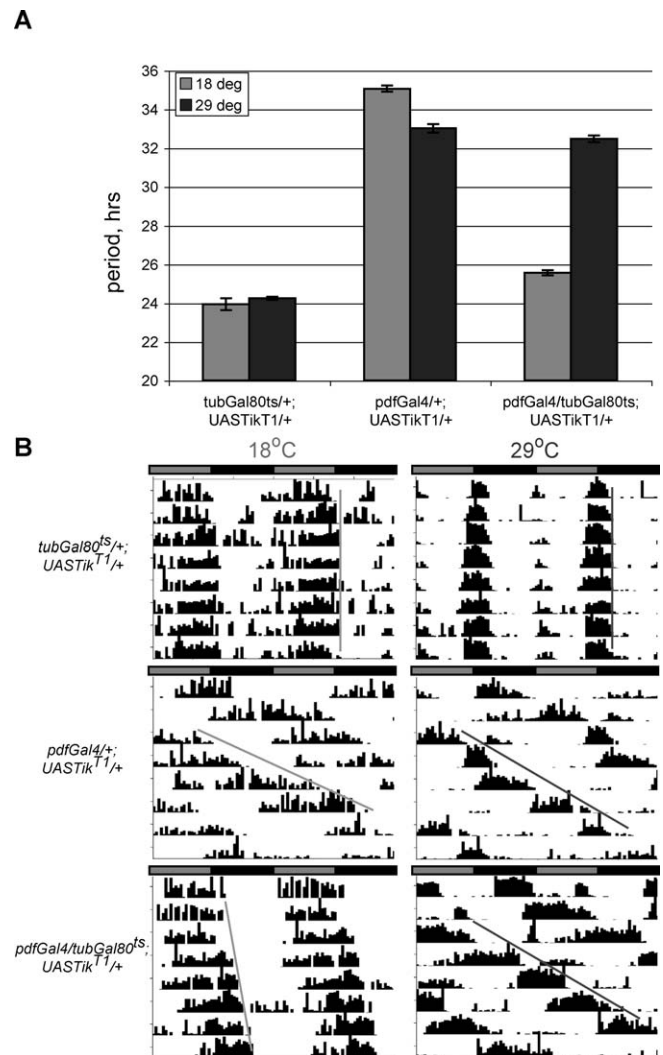 A
36
34
32
30
28
26
24
22
20
period, hrs
18 deg
29 deg
tubGal80ts/+;
UASTikT1/+
pdfGal4/+;
UASTikT1/+
pdfGal4/tubGal80ts;
UASTikT1/+
B
18°C
29°C
tubGal80ts/+;
UASTikT1/+
pdfGal4/+;
UASTikT1/+
pdfGal4/tubGal80ts;
UASTikT1/+